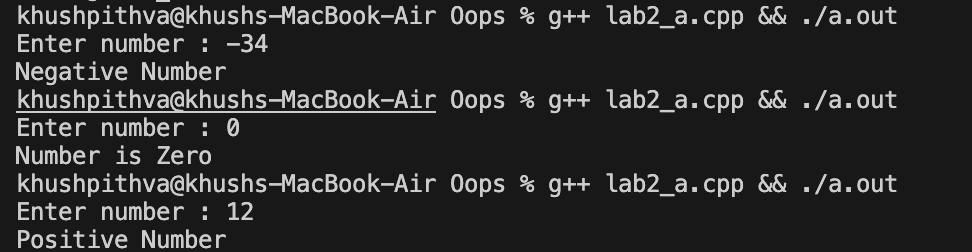 khushpithva@khushs-MacBook-Air Oops % g++ lab2_a.cpp && ./a.out
Enter number : -34
Negative Number
khushpithva@khushs-MacBook-Air Oops % g++ lab2_a.cpp && ./a.out
Enter number : 0
Number is Zero
khushpithva@khushs-MacBook-Air Oops % g++ lab2_a.cpp && ./a.out
Enter number : 12
Positive Number